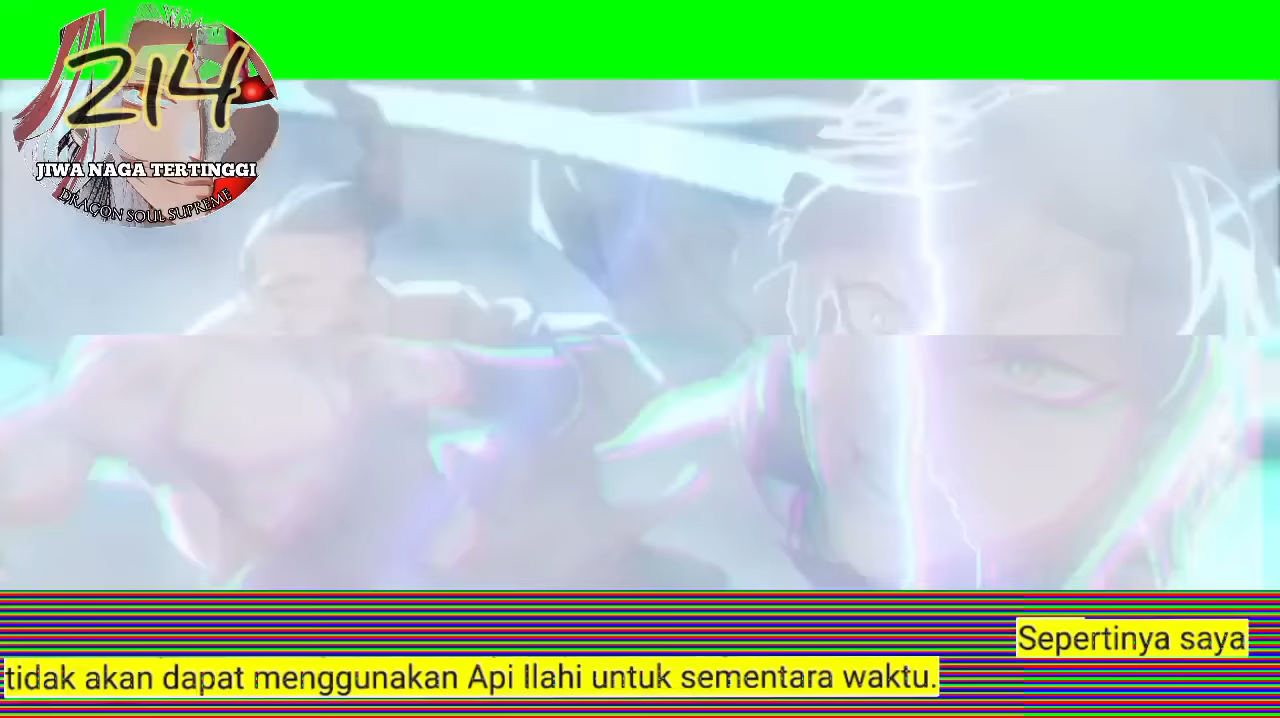 214
JIWA NAGA TERTINGGI
DRAGON SOUL SUPREME
Sepertinya saya
tidak akan dapat menggunakan Api Ilahi untuk sementara waktu.